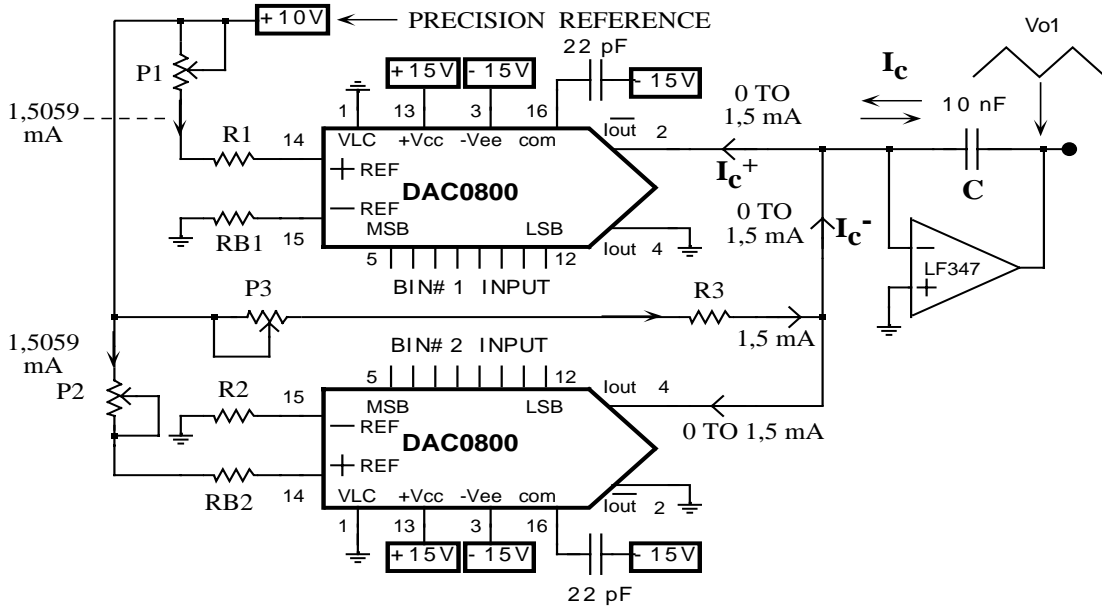 +10V
PRECISION REFERENCE
Vo1
22 pF
P1
+15V
- 15V
- 15V
Ic
1,5059
mA
1
13
3
16
0 TO
1,5 mA
10 nF
R1
14
VLC
+Vcc
-Vee
com
Iout
2
+ REF
DAC0800
Ic+
C
− REF
0 TO
1,5 mA
Ic-
RB1
15
MSB
LSB
Iout
4
−
LF347
+
5
12
BIN# 1 INPUT
P3
R3
1,5 mA
1,5059
mA
BIN# 2 INPUT
P2
5
12
Iout
4
R2
15
MSB
LSB
− REF
DAC0800
0 TO 1,5 mA
+ REF
RB2
14
VLC
+Vcc
-Vee
com
Iout
2
1
13
3
16
+15V
- 15V
- 15V
22 pF